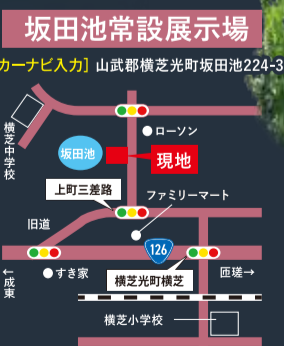 坂田池常設展示場
カーナビ入力] 山武郡横芝光町坂田池224-3
横芝中学校
ローソン
坂田池
現地
上町三差路
ファミリーマート
旧道
126
←成東
すき家
横芝光町横芝
匝瑳→
横芝小学校